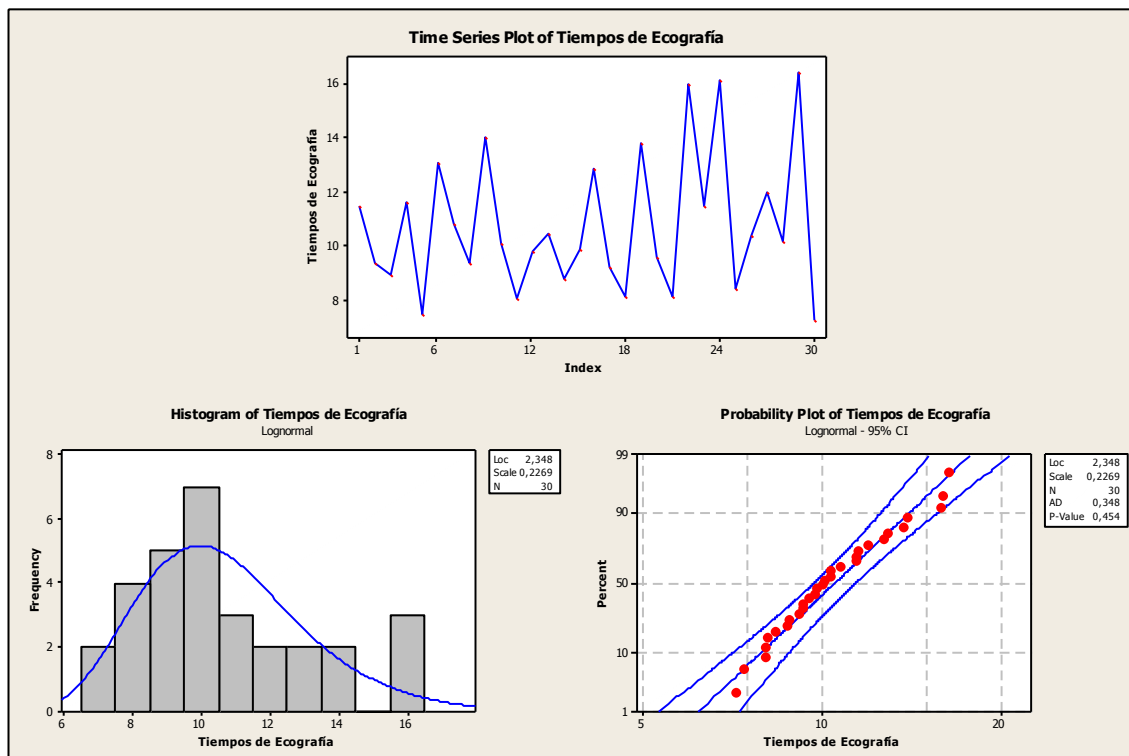 Time Series Plot of Tiempos de Ecografía
Tiempos de Ecografía
16
14
12
10
8
1 6 12 18 24 30
Index
Histogram of Tiempos de Ecografía
Lognormal
Loc 2,348
Scale 0,2269
N 30
Frequency
8
6
4
2
0
6 8 10 12 14 16
Tiempos de Ecografía
Probability Plot of Tiempos de Ecografía
Lognormal - 95% CI
Loc 2,348
Scale 0,2269
N 30
AD 0,348
P-Value 0,454
Percent
99
90
50
10
1
5 10 20
Tiempos de Ecografía